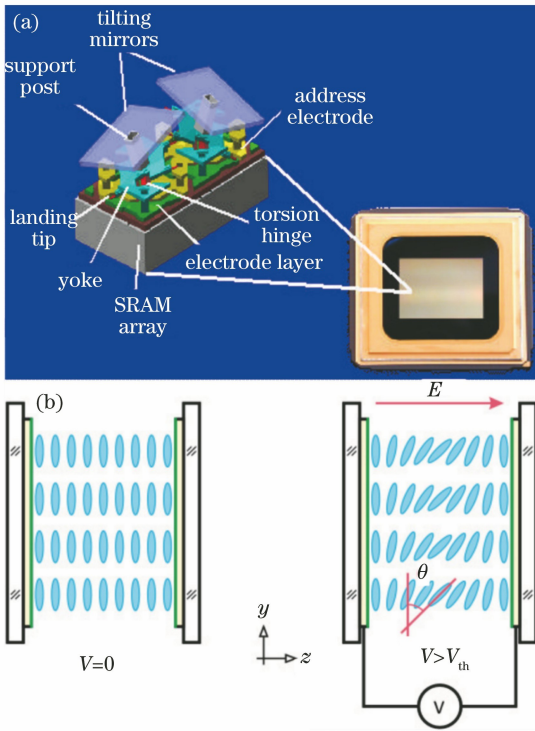 (a)
tilting
mirrors
support
post
address
electrode
landing
tip
torsion
hinge
yoke
electrode layer
SRAM
array
(b)
E
θ
y
z
V=0
V>Vth
V